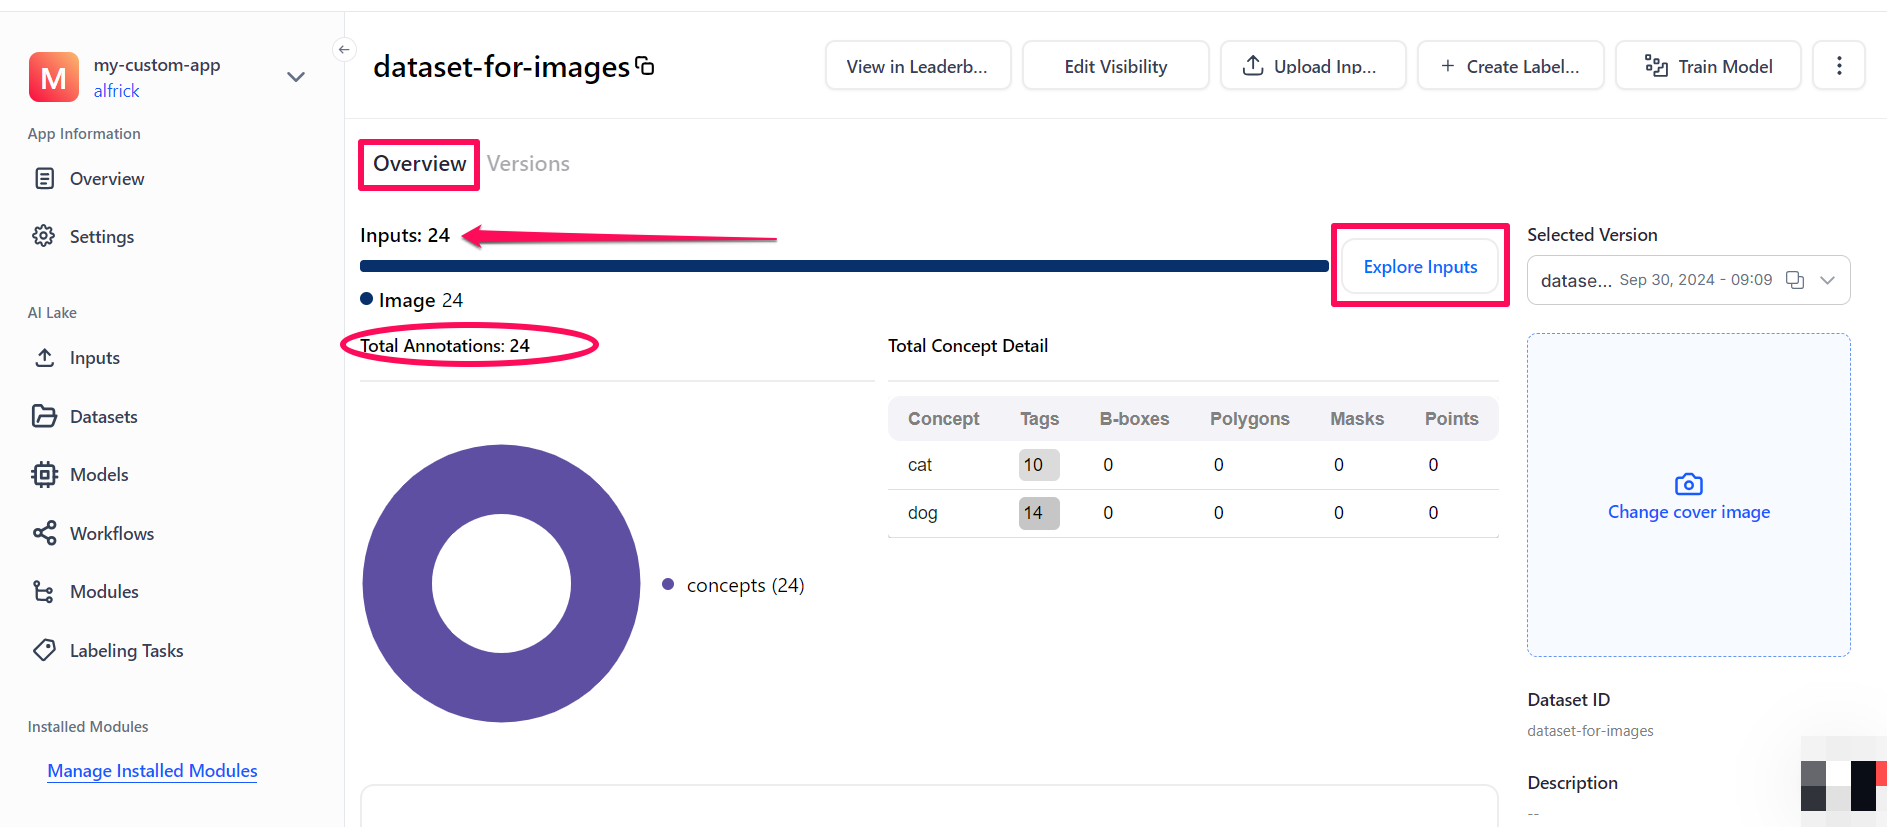 M
my-custom-app
alfrick
App Information
Overview
Settings
AI Lake
Inputs
Datasets
Models
Workflows
Modules
Labeling Tasks
Installed Modules
Manage Installed Modules
dataset-for-images
View in Leaderb...
Edit Visibility
Upload Inp...
+ Create Label...
Train Model
Overview Versions
Inputs: 24
Explore Inputs
Image 24
Total Annotations: 24
concepts (24)
Total Concept Detail
Concept Tags B-boxes Polygons Masks Points
cat 10 0 0 0 0
dog 14 0 0 0 0
Selected Version
datase... Sep 30, 2024 - 09:09
Change cover image
Dataset ID
dataset-for-images
Description
--